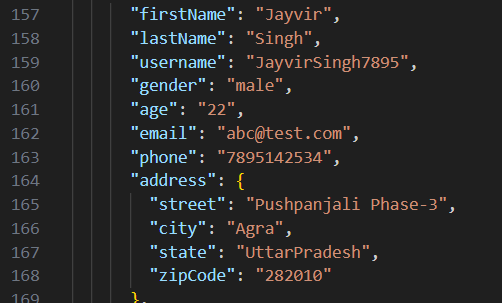 157 "firstName": "Jayvir",
158 "lastName": "Singh",
159 "username": "JayvirSingh7895",
160 "gender": "male",
161 "age": "22",
162 "email": "abc@test.com",
163 "phone": "7895142534",
164 "address": {
165 "street": "Pushpanjali Phase-3",
166 "city": "Agra",
167 "state": "UttarPradesh",
168 "zipCode": "282010"
169 },